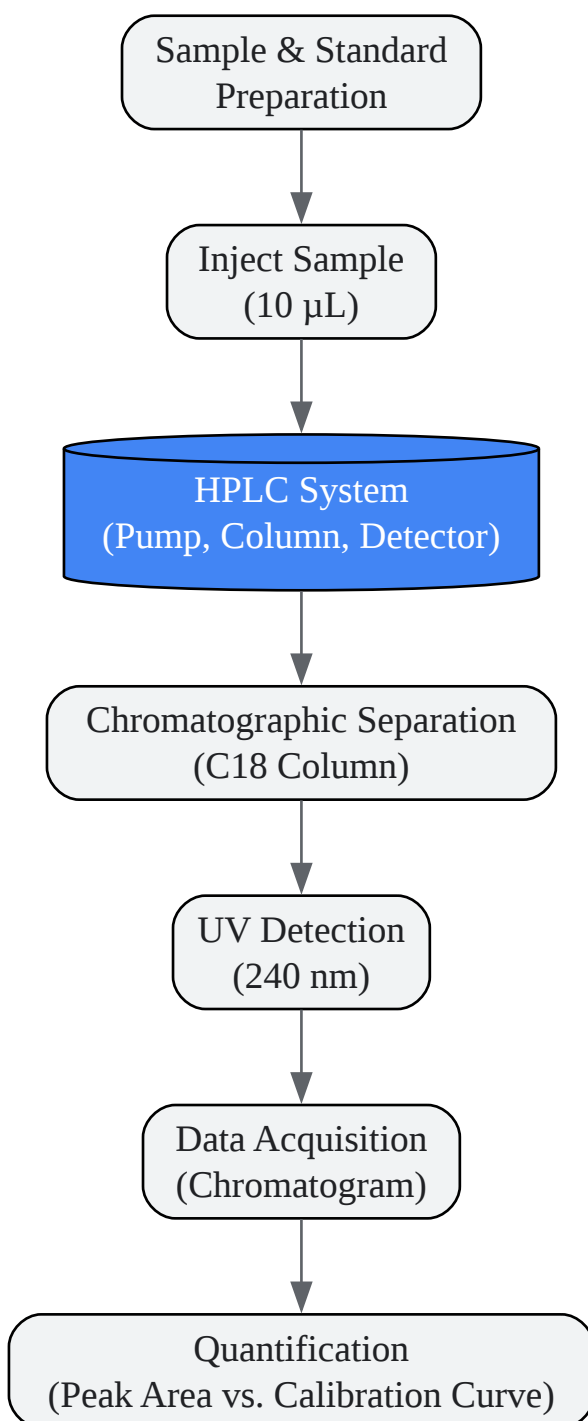 Sample & Standard
Preparation
Inject Sample
(10 µL)
HPLC System
(Pump, Column, Detector)
Chromatographic Separation
(C18 Column)
UV Detection
(240 nm)
Data Acquisition
(Chromatogram)
Quantification
(Peak Area vs. Calibration Curve)